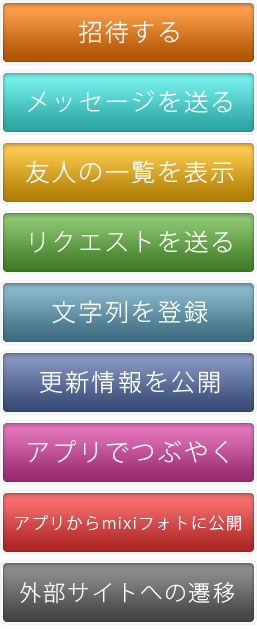 招待する
メッセージを送る
友人の一覧を表示
リクエストを送る
文字列を登録
更新情報を公開
アプリでつぶやく
アプリからmixiフォトに公開
外部サイトへの遷移